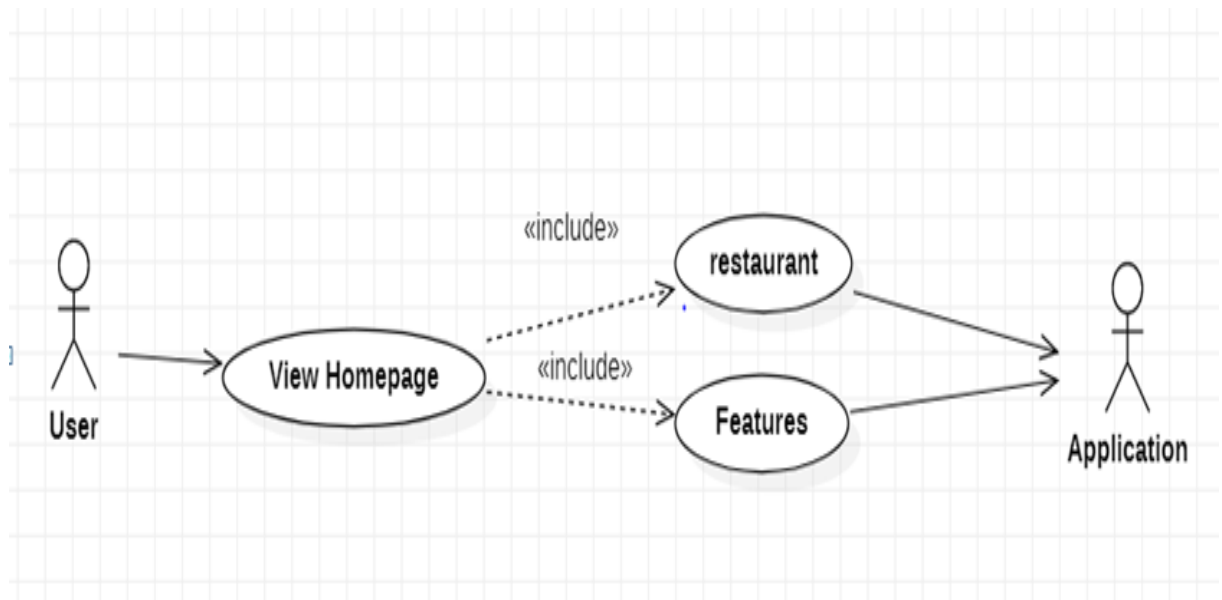 «include»
restaurant
View Homepage
«include»
Features
User
Application